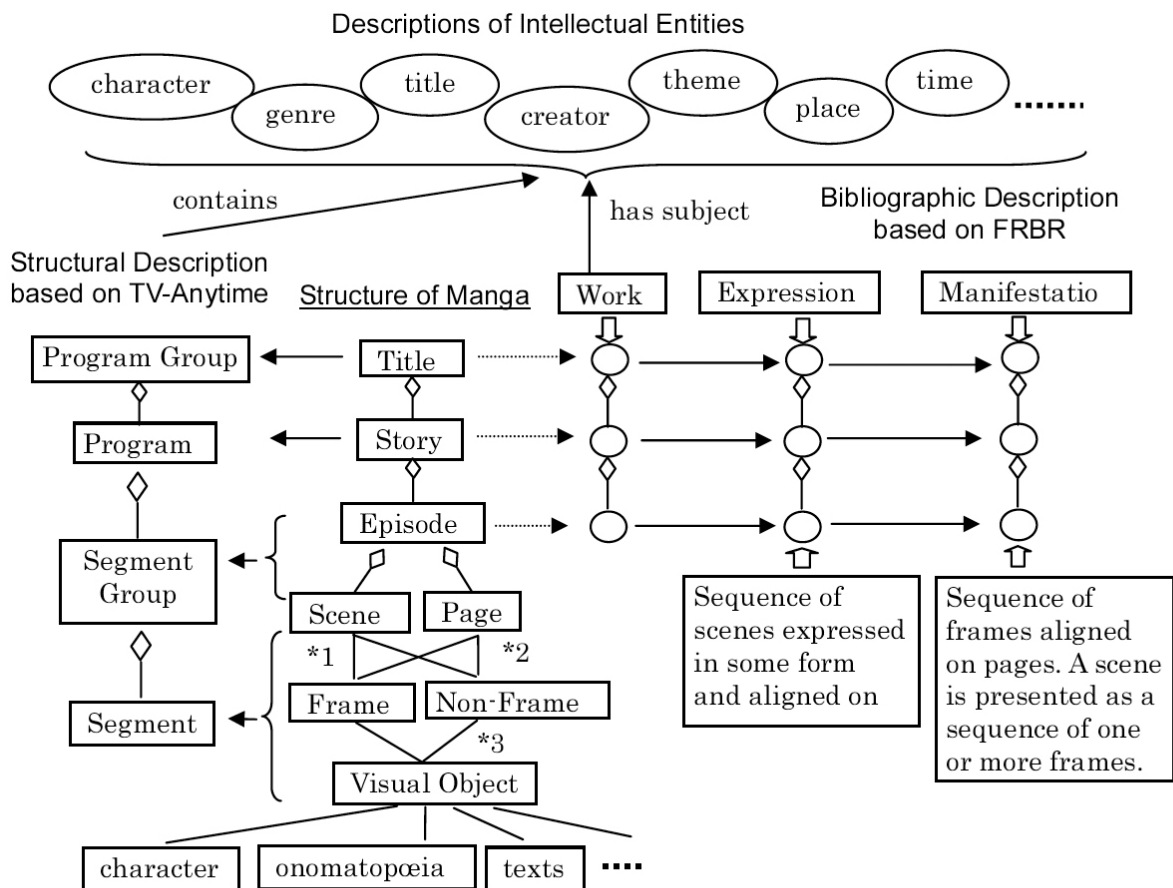 Descriptions of Intellectual Entities
character
genre
title
creator
theme
place
time
contains
has subject
Bibliographic Description
based on FRBR
Structural Description
based on TV-Anytime
Structure of Manga
Work
Expression
Manifestatio
Program Group
Title
Program
Story
Episode
Segment
Group
Scene
Page
*1
*2
Segment
Frame
Non-Frame
*3
Visual Object
character
onomatopœia
texts
Sequence of
scenes expressed
in some form
and aligned on
Sequence of
frames aligned
on pages. A scene
is presented as a
sequence of one
or more frames.